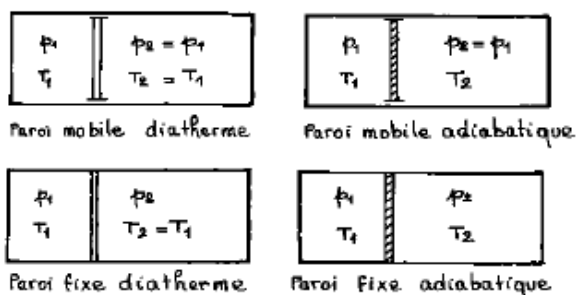 p₁ p₂ = p₁
T₁ T₂ = T₁
Paroi mobile diatherme
p₁ p₂ = p₁
T₁ T₂
Paroi mobile adiabatique
p₁ p₂
T₁ T₂ = T₁
Paroi fixe diatherme
p₁ p₂
T₁ T₂
Paroi fixe adiabatique